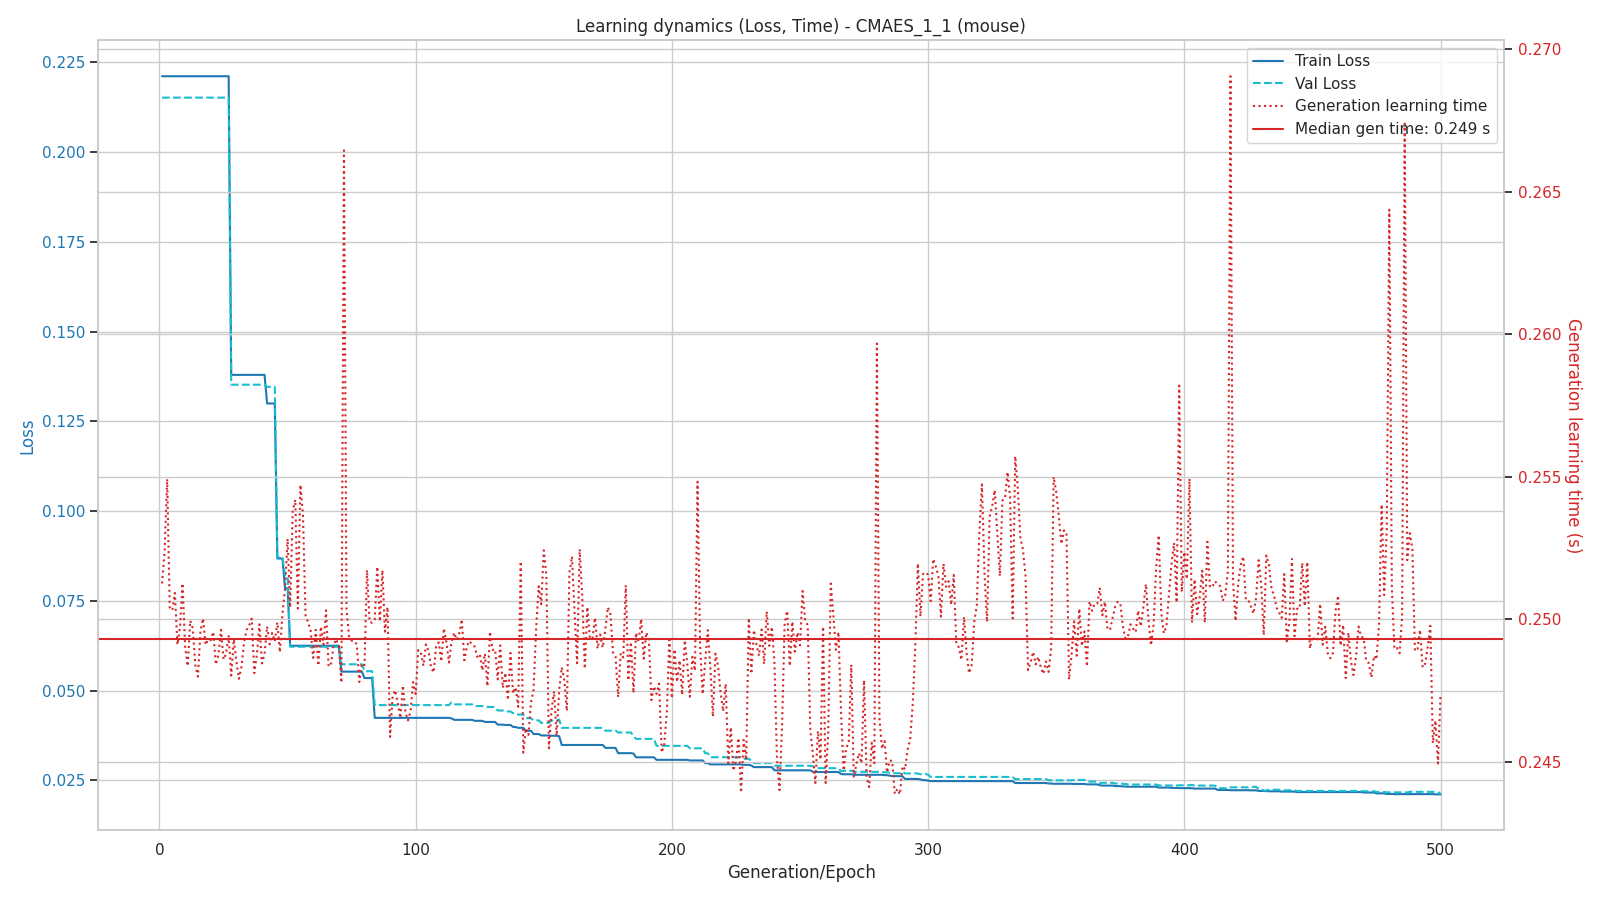 Learning dynamics (Loss, Time) - CMAES_1_1 (mouse)
Train Loss
Val Loss
Generation learning time
Median gen time: 0.249 s
0.225
0.200
0.175
0.150
0.125
0.100
0.075
0.050
0.025
Loss
0.270
0.265
0.260
0.255
0.250
0.245
Generation learning time (s)
0 100 200 300 400 500
Generation/Epoch